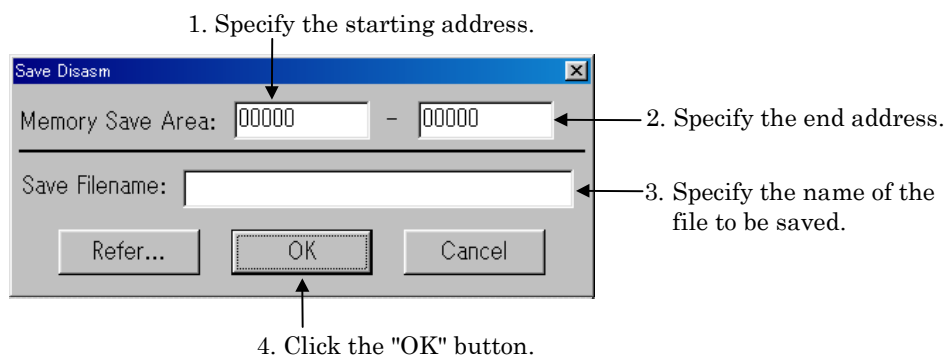 1. Specify the starting address.
Save Disasm
Memory Save Area: 00000 - 00000
2. Specify the end address.
Save Filename:
3. Specify the name of the
file to be saved.
Refer... OK Cancel
4. Click the "OK" button.